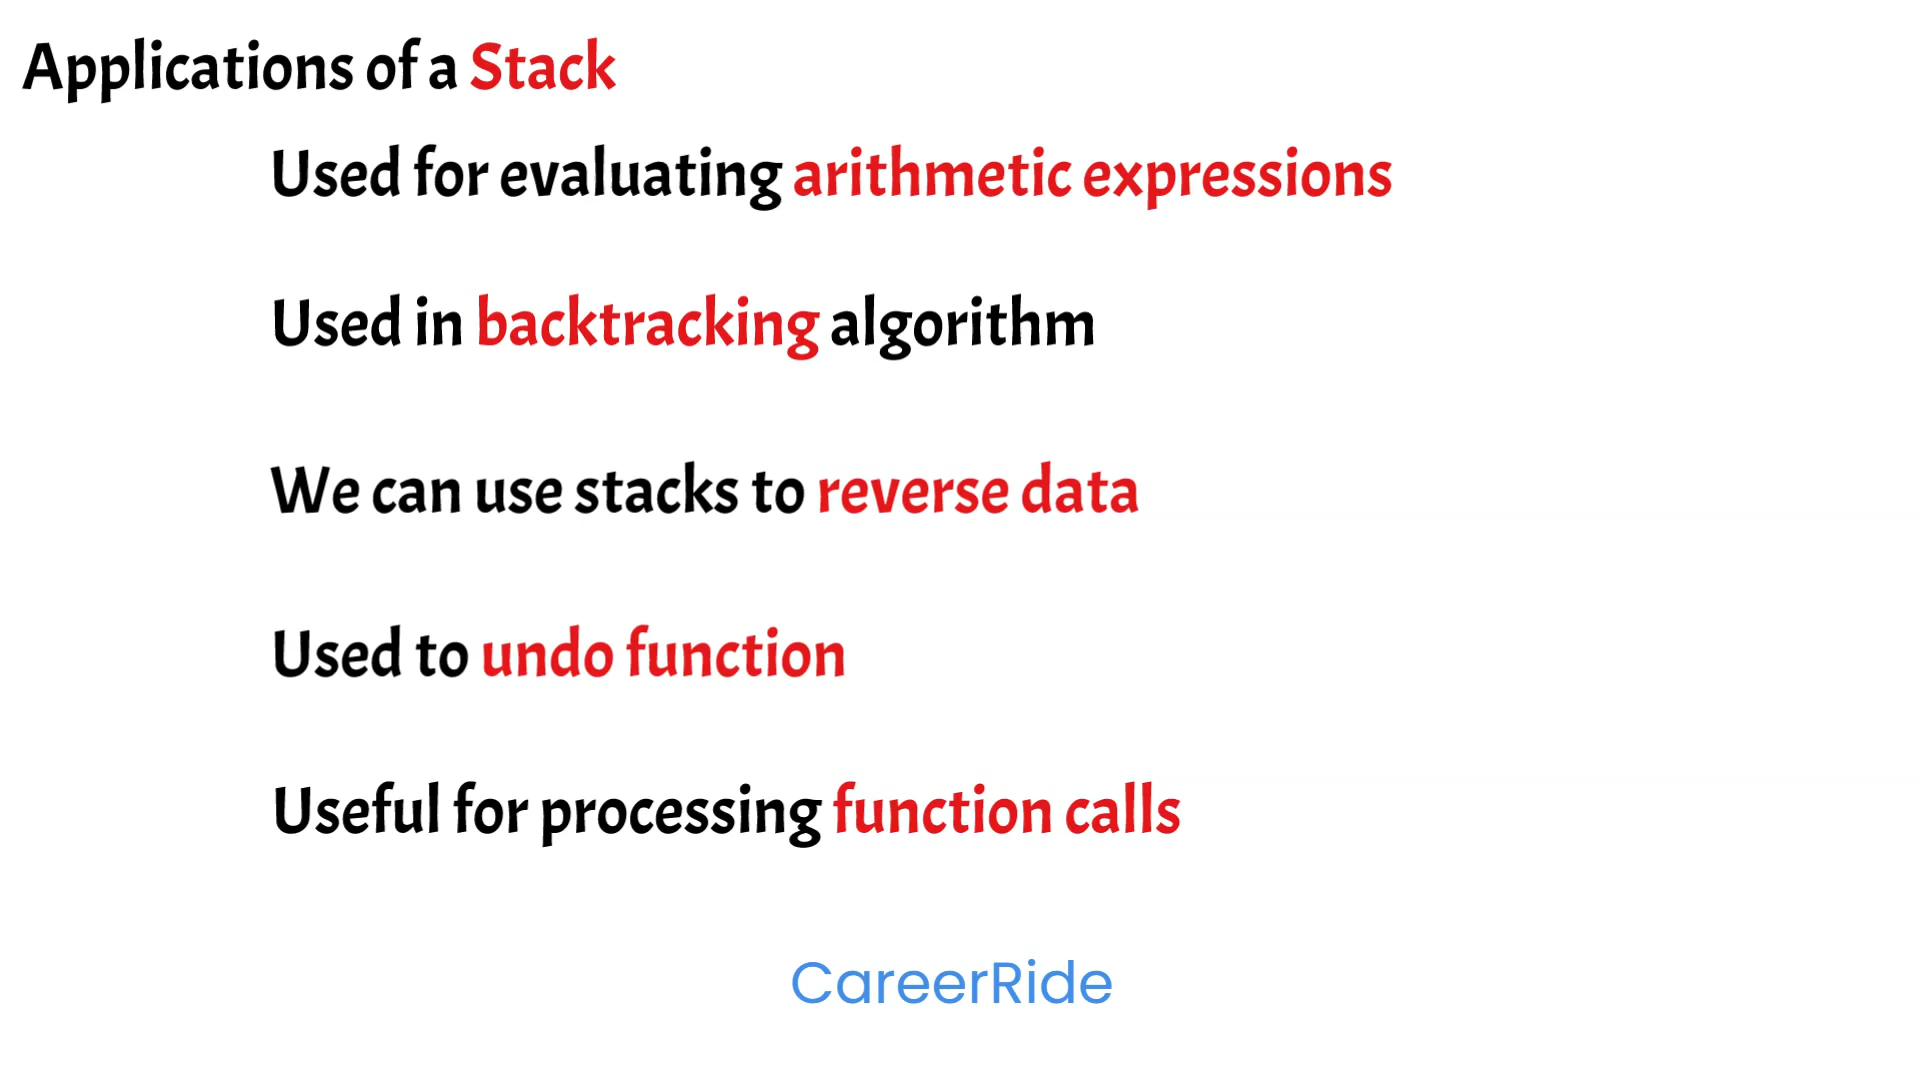 Applications of a Stack
Used for evaluating arithmetic expressions
Used in backtracking algorithm
We can use stacks to reverse data
Used to undo function
Useful for processing function calls
CareerRide